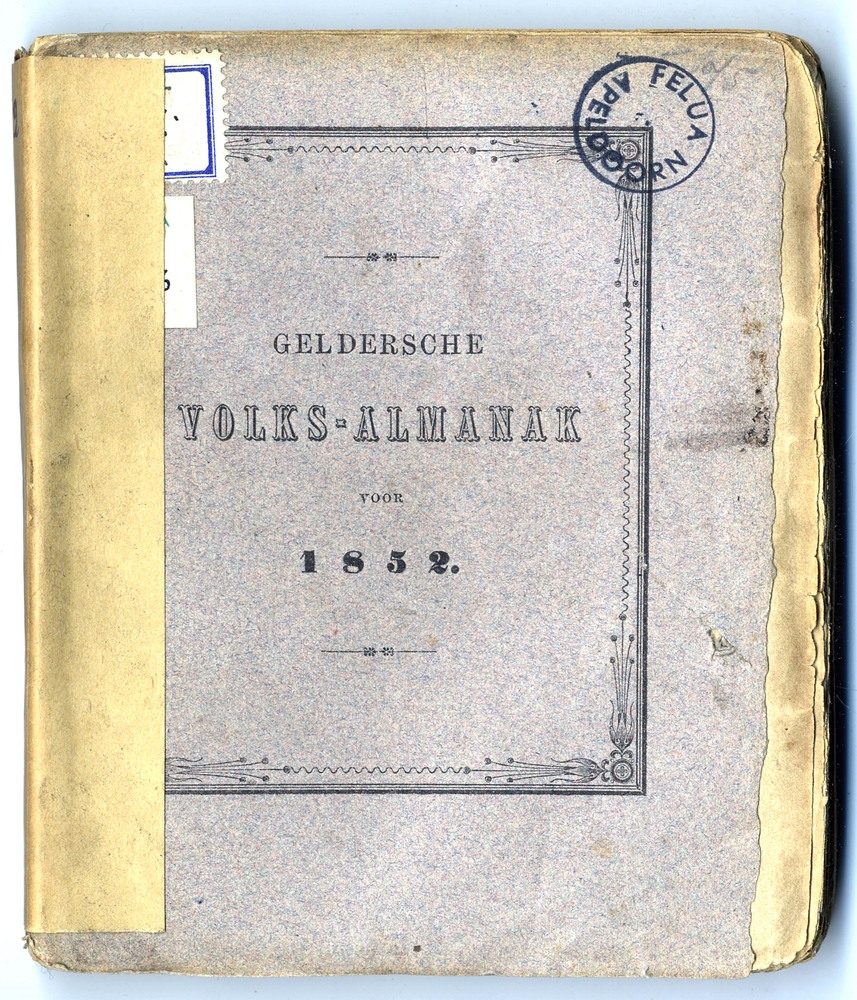 FELUA
APELDOORN
GELDERSCHE
VOLKS-ALMANAK
VOOR
1852.